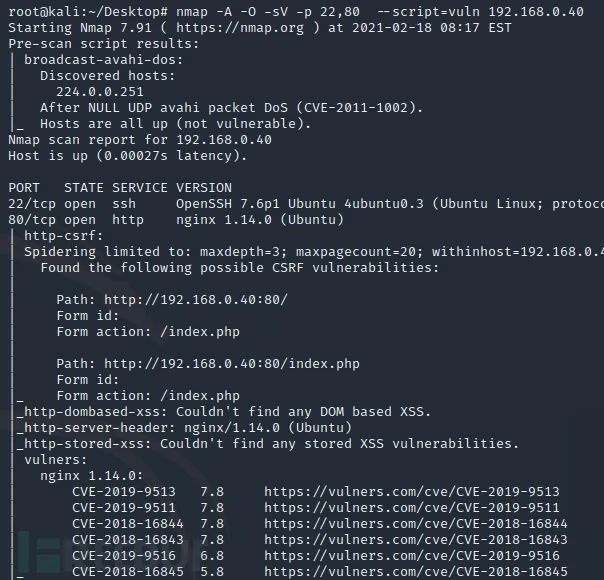 root@kali:~/Desktop# nmap -A -O -sV -p 22,80  --script=vuln 192.168.0.40
Starting Nmap 7.91 ( https://nmap.org ) at 2021-02-18 08:17 EST
Pre-scan script results:
| broadcast-avahi-dos:
|   Discovered hosts:
|     224.0.0.251
|   After NULL UDP avahi packet DoS (CVE-2011-1002).
|_  Hosts are all up (not vulnerable).
Nmap scan report for 192.168.0.40
Host is up (0.00027s latency).
PORT   STATE SERVICE VERSION
22/tcp open  ssh     OpenSSH 7.6p1 Ubuntu 4ubuntu0.3 (Ubuntu Linux; protoco
80/tcp open  http    nginx 1.14.0 (Ubuntu)
| http-csrf:
| Spidering limited to: maxdepth=3; maxpagecount=20; withinhost=192.168.0.4
|   Found the following possible CSRF vulnerabilities:
|
|     Path: http://192.168.0.40:80/
|     Form id:
|     Form action: /index.php
|
|     Path: http://192.168.0.40:80/index.php
|     Form id:
|_    Form action: /index.php
|_http-dombased-xss: Couldn't find any DOM based XSS.
|_http-server-header: nginx/1.14.0 (Ubuntu)
|_http-stored-xss: Couldn't find any stored XSS vulnerabilities.
| vulners:
|   nginx 1.14.0:
|       CVE-2019-9513   7.8     https://vulners.com/cve/CVE-2019-9513
|       CVE-2019-9511   7.8     https://vulners.com/cve/CVE-2019-9511
|       CVE-2018-16844  7.8     https://vulners.com/cve/CVE-2018-16844
|       CVE-2018-16843  7.8     https://vulners.com/cve/CVE-2018-16843
|       CVE-2019-9516   6.8     https://vulners.com/cve/CVE-2019-9516
|_      CVE-2018-16845  5.8     https://vulners.com/cve/CVE-2018-16845